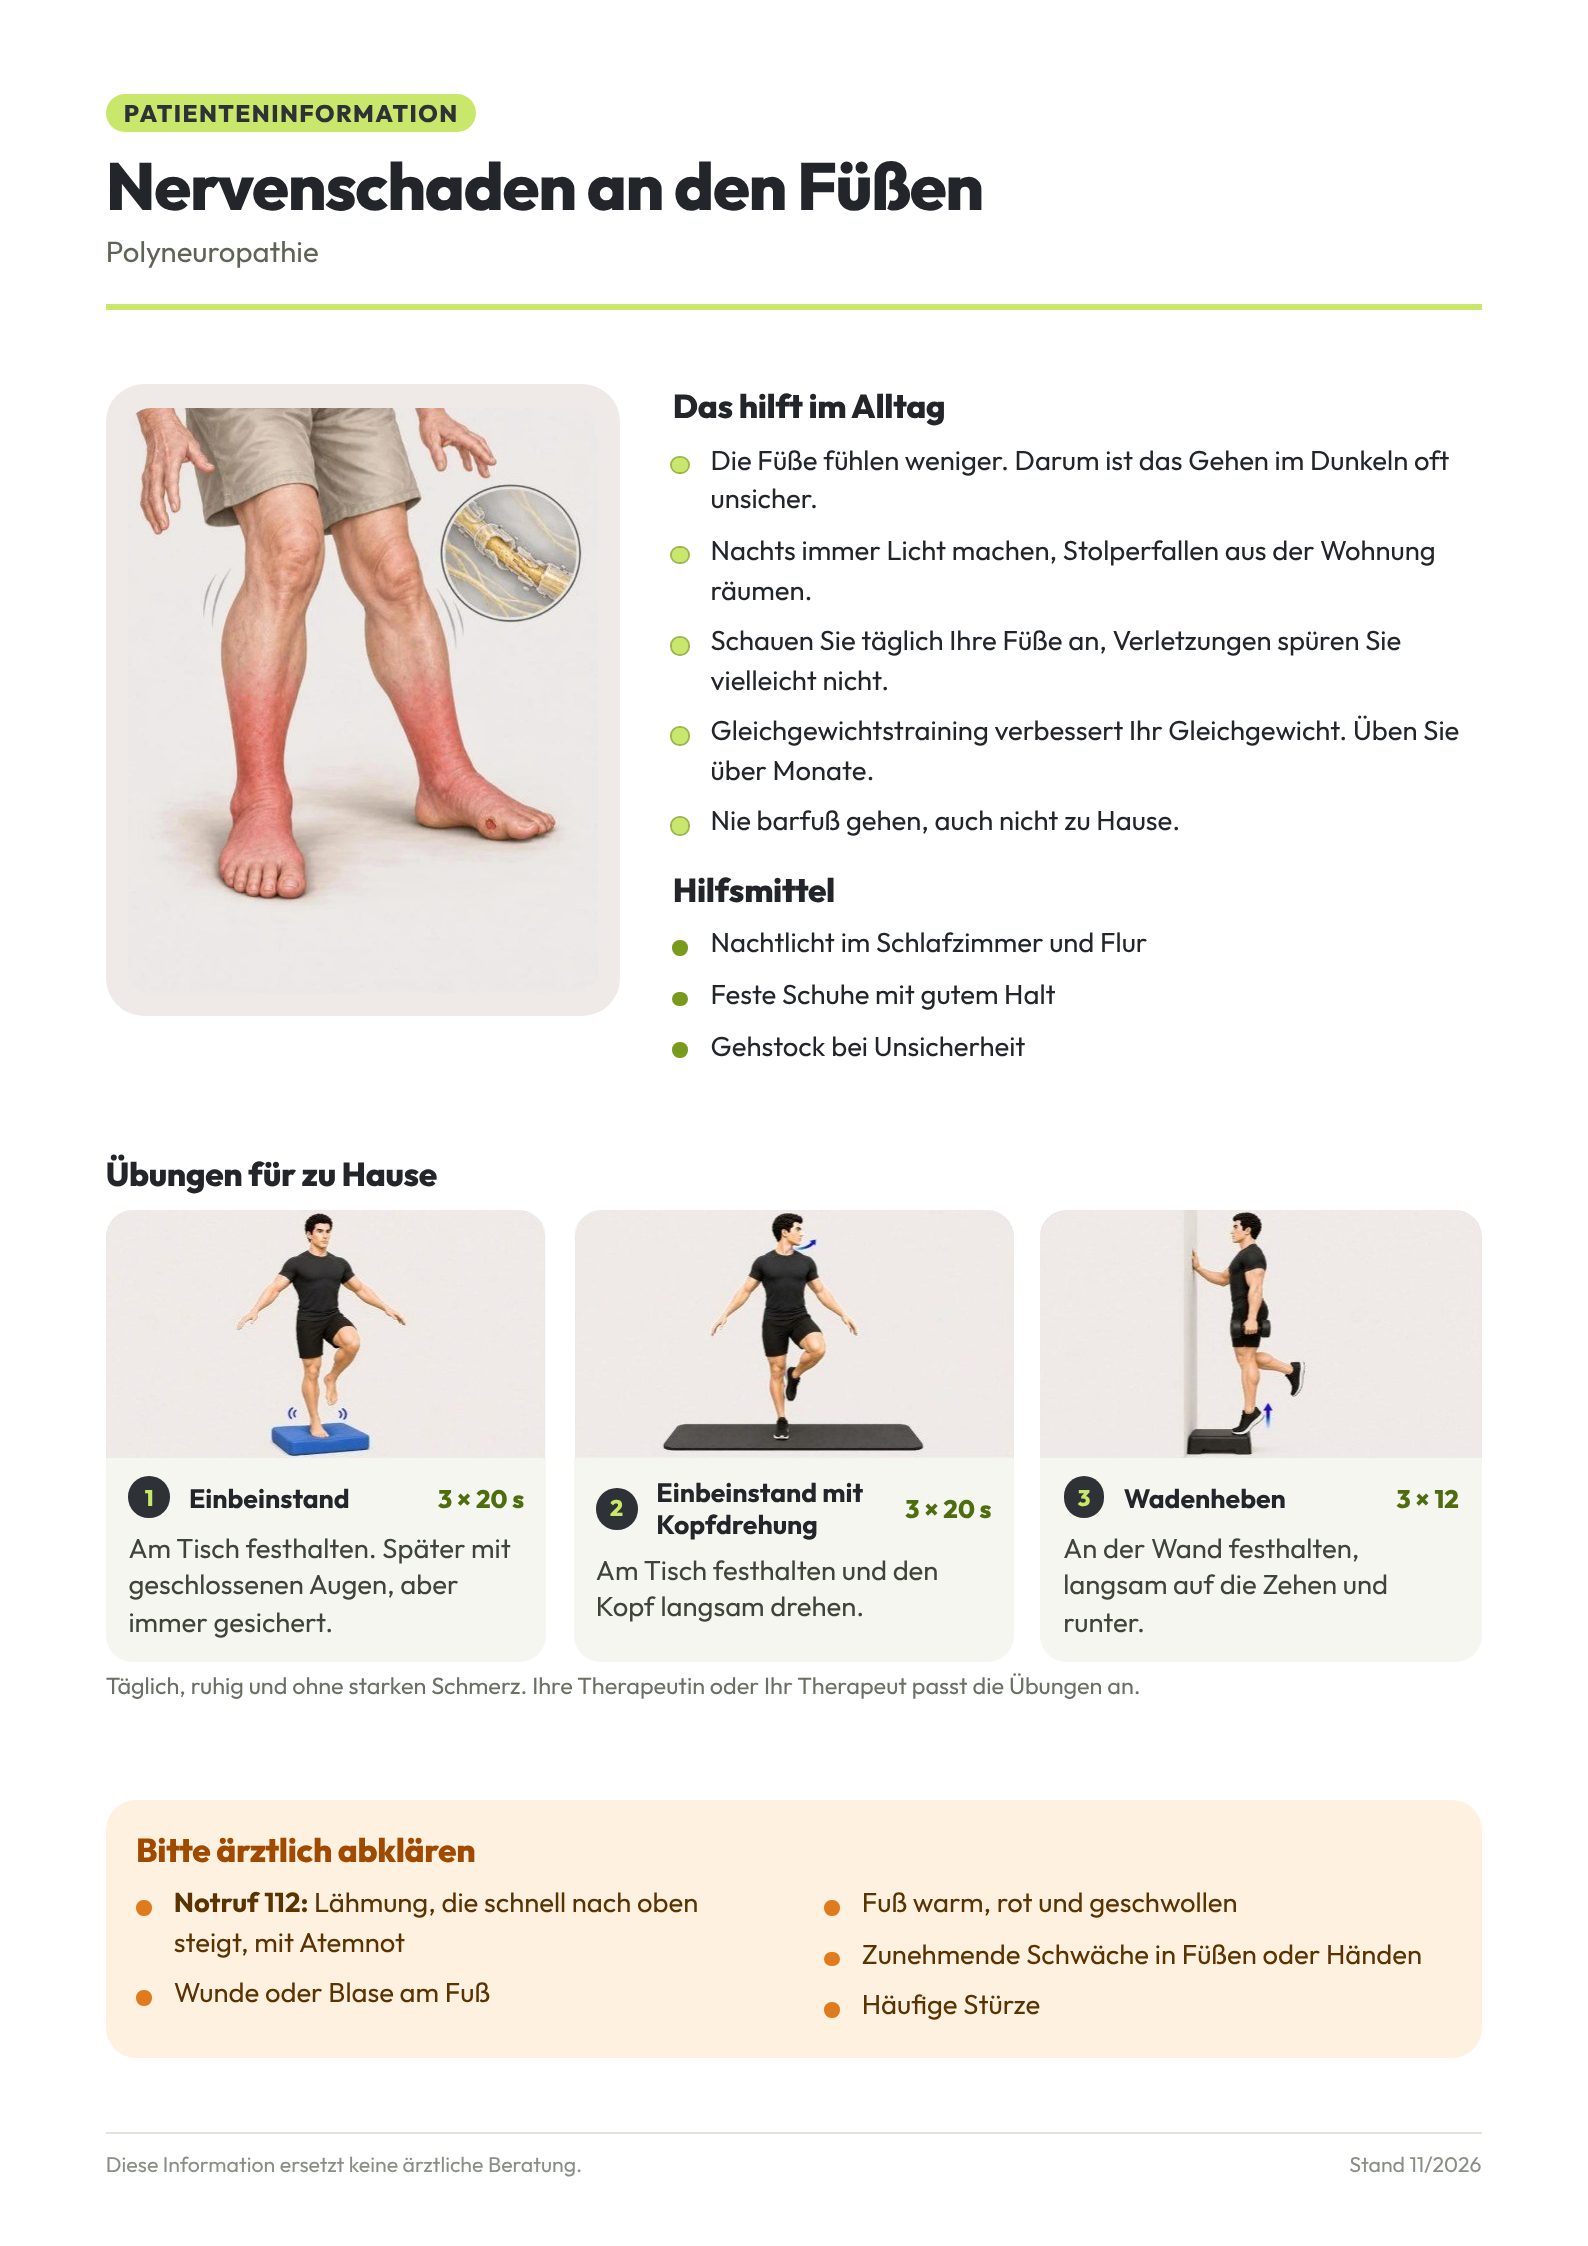 PATIENTENINFORMATION
Nervenschaden an den Füßen
Polyneuropathie
Das hilft im Alltag
Die Füße fühlen weniger. Darum ist das Gehen im Dunkeln oft
unsicher.
Nachts immer Licht machen, Stolperfallen aus der Wohnung
räumen.
Schauen Sie täglich Ihre Füße an, Verletzungen spüren Sie
vielleicht nicht.
Gleichgewichtstraining verbessert Ihr Gleichgewicht. Üben Sie
über Monate.
Nie barfuß gehen, auch nicht zu Hause.
Hilfsmittel
Nachtlicht im Schlafzimmer und Flur
Feste Schuhe mit gutem Halt
Gehstock bei Unsicherheit
Übungen für zu Hause
1 Einbeinstand 3 × 20 s
Am Tisch festhalten. Später mit
geschlossenen Augen, aber
immer gesichert.
2 Einbeinstand mit
Kopfdrehung 3 × 20 s
Am Tisch festhalten und den
Kopf langsam drehen.
3 Wadenheben 3 × 12
An der Wand festhalten,
langsam auf die Zehen und
runter.
Täglich, ruhig und ohne starken Schmerz. Ihre Therapeutin oder Ihr Therapeut passt die Übungen an.
Bitte ärztlich abklären
Notruf 112: Lähmung, die schnell nach oben
steigt, mit Atemnot
Wunde oder Blase am Fuß
Fuß warm, rot und geschwollen
Zunehmende Schwäche in Füßen oder Händen
Häufige Stürze
Diese Information ersetzt keine ärztliche Beratung.
Stand 11/2026